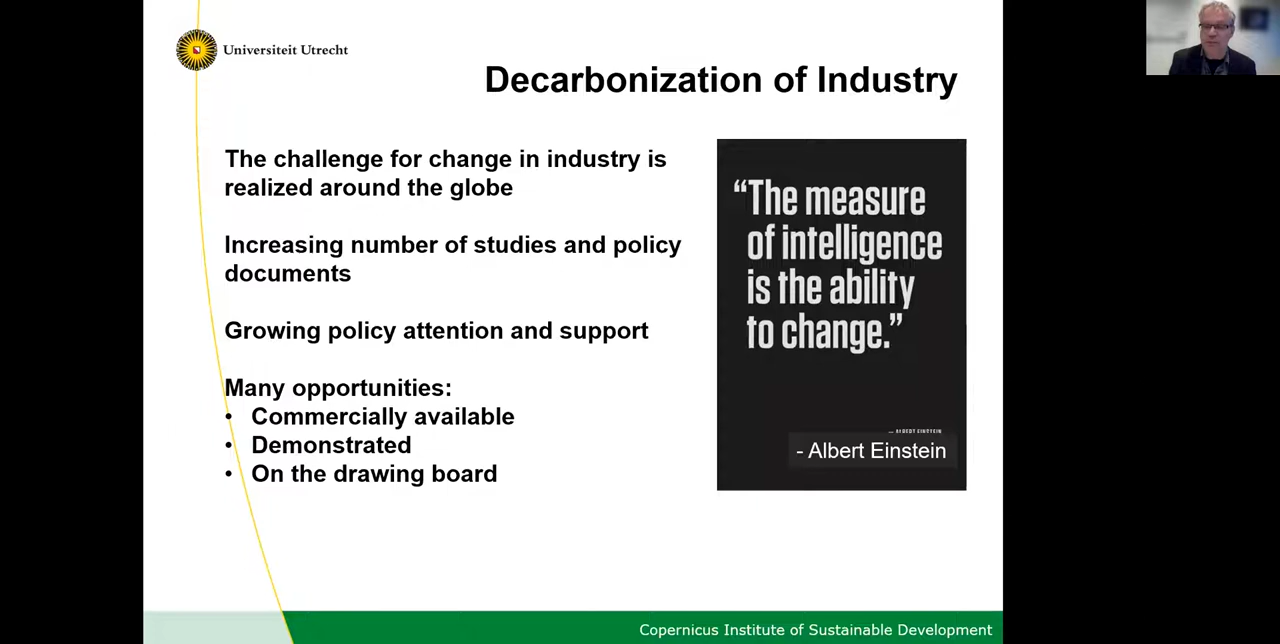 Universiteit Utrecht
Decarbonization of Industry
The challenge for change in industry is
realized around the globe
Increasing number of studies and policy
documents
Growing policy attention and support
Many opportunities:
• Commercially available
• Demonstrated
• On the drawing board
“The measure
of intelligence
is the ability
to change.”
— ALBERT EINSTEIN
- Albert Einstein
Copernicus Institute of Sustainable Development